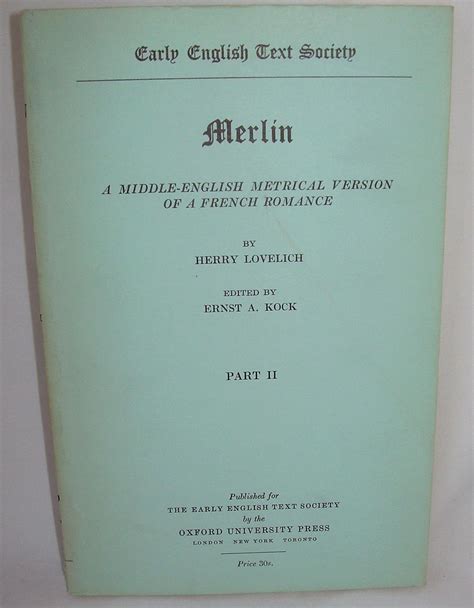 Early English Text Society
Merlin
A MIDDLE-ENGLISH METRICAL VERSION
OF A FRENCH ROMANCE
BY
HERRY LOVELICH
EDITED BY
ERNST A. KOCK
PART II
Published for
THE EARLY ENGLISH TEXT SOCIETY
by the
OXFORD UNIVERSITY PRESS
LONDON NEW YORK TORONTO
Price 30s.